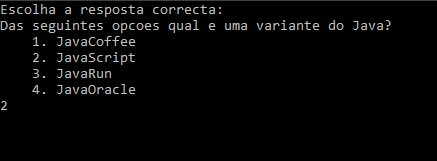 Escolha a resposta correcta:
Das seguintes opcoes qual e uma variante do Java?
1. JavaCoffee
2. JavaScript
3. JavaRun
4. JavaOracle
2